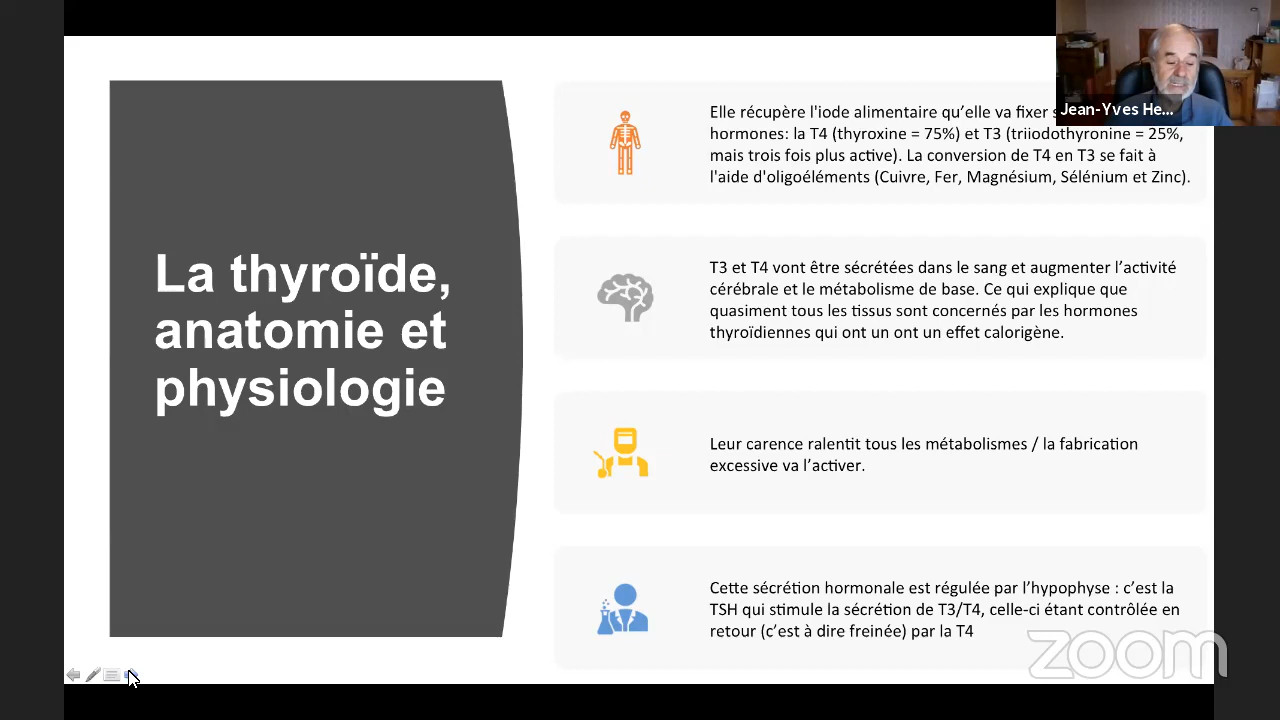 La thyroïde,
anatomie et
physiologie
Elle récupère l'iode alimentaire qu’elle va fixer
hormones: la T4 (thyroxine = 75%) et T3 (triiodothyronine = 25%,
mais trois fois plus active). La conversion de T4 en T3 se fait à
l'aide d'oligoéléments (Cuivre, Fer, Magnésium, Sélénium et Zinc).
T3 et T4 vont être sécrétées dans le sang et augmenter l’activité
cérébrale et le métabolisme de base. Ce qui explique que
quasiment tous les tissus sont concernés par les hormones
thyroïdiennes qui ont un ont un effet calorigène.
Leur carence ralentit tous les métabolismes / la fabrication
excessive va l’activer.
Cette sécrétion hormonale est régulée par l’hypophyse : c’est la
TSH qui stimule la sécrétion de T3/T4, celle-ci étant contrôlée en
retour (c’est à dire freinée) par la T4
Jean-Yves He...
zoom